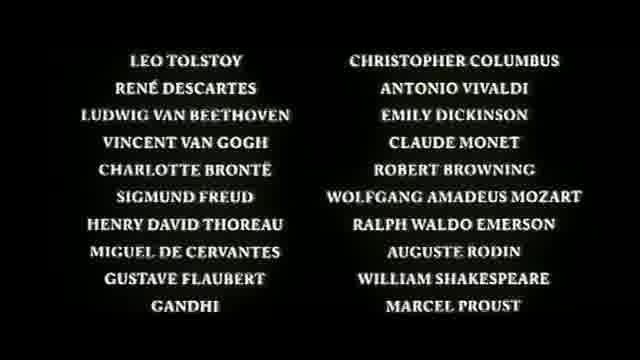 LEO TOLSTOY
RENÉ DESCARTES
LUDWIG VAN BEETHOVEN
VINCENT VAN GOGH
CHARLOTTE BRONTË
SIGMUND FREUD
HENRY DAVID THOREAU
MIGUEL DE CERVANTES
GUSTAVE FLAUBERT
GANDHI
CHRISTOPHER COLUMBUS
ANTONIO VIVALDI
EMILY DICKINSON
CLAUDE MONET
ROBERT BROWNING
WOLFGANG AMADEUS MOZART
RALPH WALDO EMERSON
AUGUSTE RODIN
WILLIAM SHAKESPEARE
MARCEL PROUST